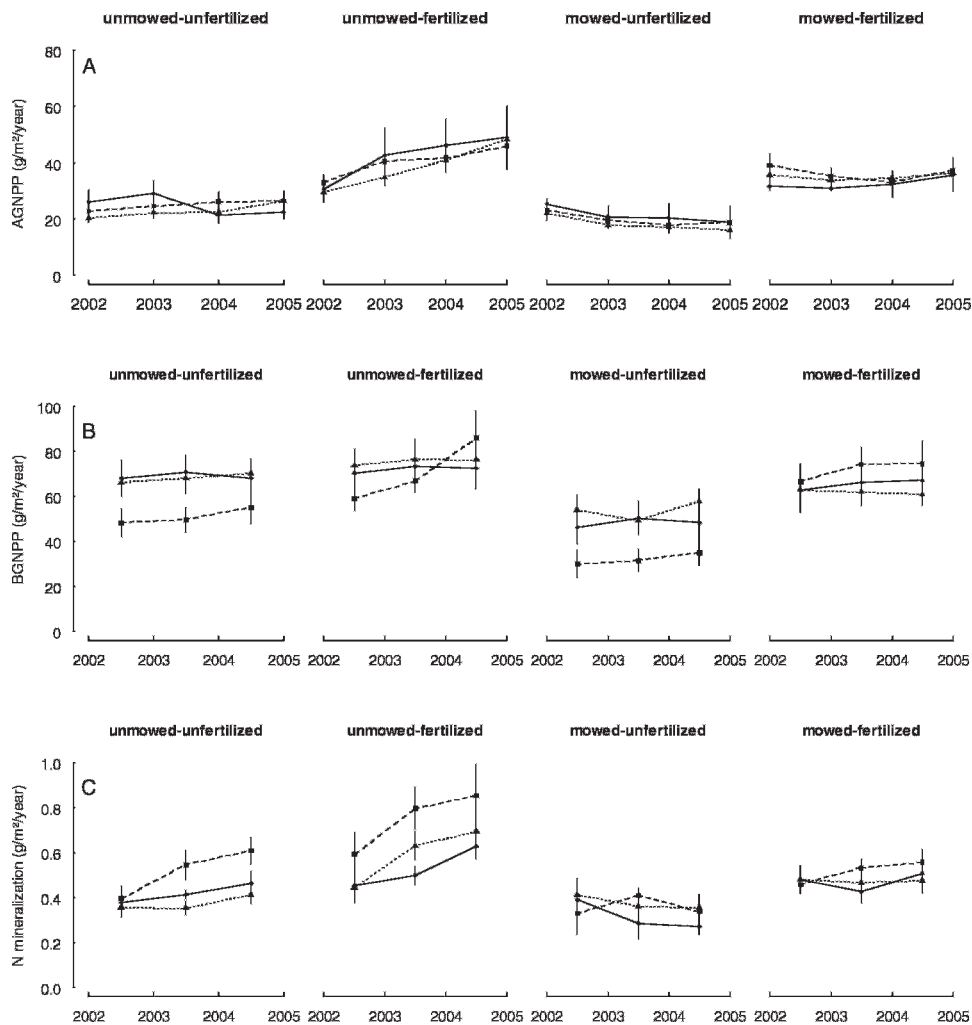 unmowed-unfertilized unmowed-fertilized mowed-unfertilized mowed-fertilized
A
AGNPP (g/m²/year)
80
60
40
20
0
2002 2003 2004 2005 2002 2003 2004 2005 2002 2003 2004 2005 2002 2003 2004 2005
unmowed-unfertilized unmowed-fertilized mowed-unfertilized mowed-fertilized
B
BGNPP (g/m²/year)
100
80
60
40
20
0
2002 2003 2004 2005 2002 2003 2004 2005 2002 2003 2004 2005 2002 2003 2004 2005
unmowed-unfertilized unmowed-fertilized mowed-unfertilized mowed-fertilized
C
N mineralization (g/m²/year)
1.0
0.8
0.6
0.4
0.2
0.0
2002 2003 2004 2005 2002 2003 2004 2005 2002 2003 2004 2005 2002 2003 2004 2005